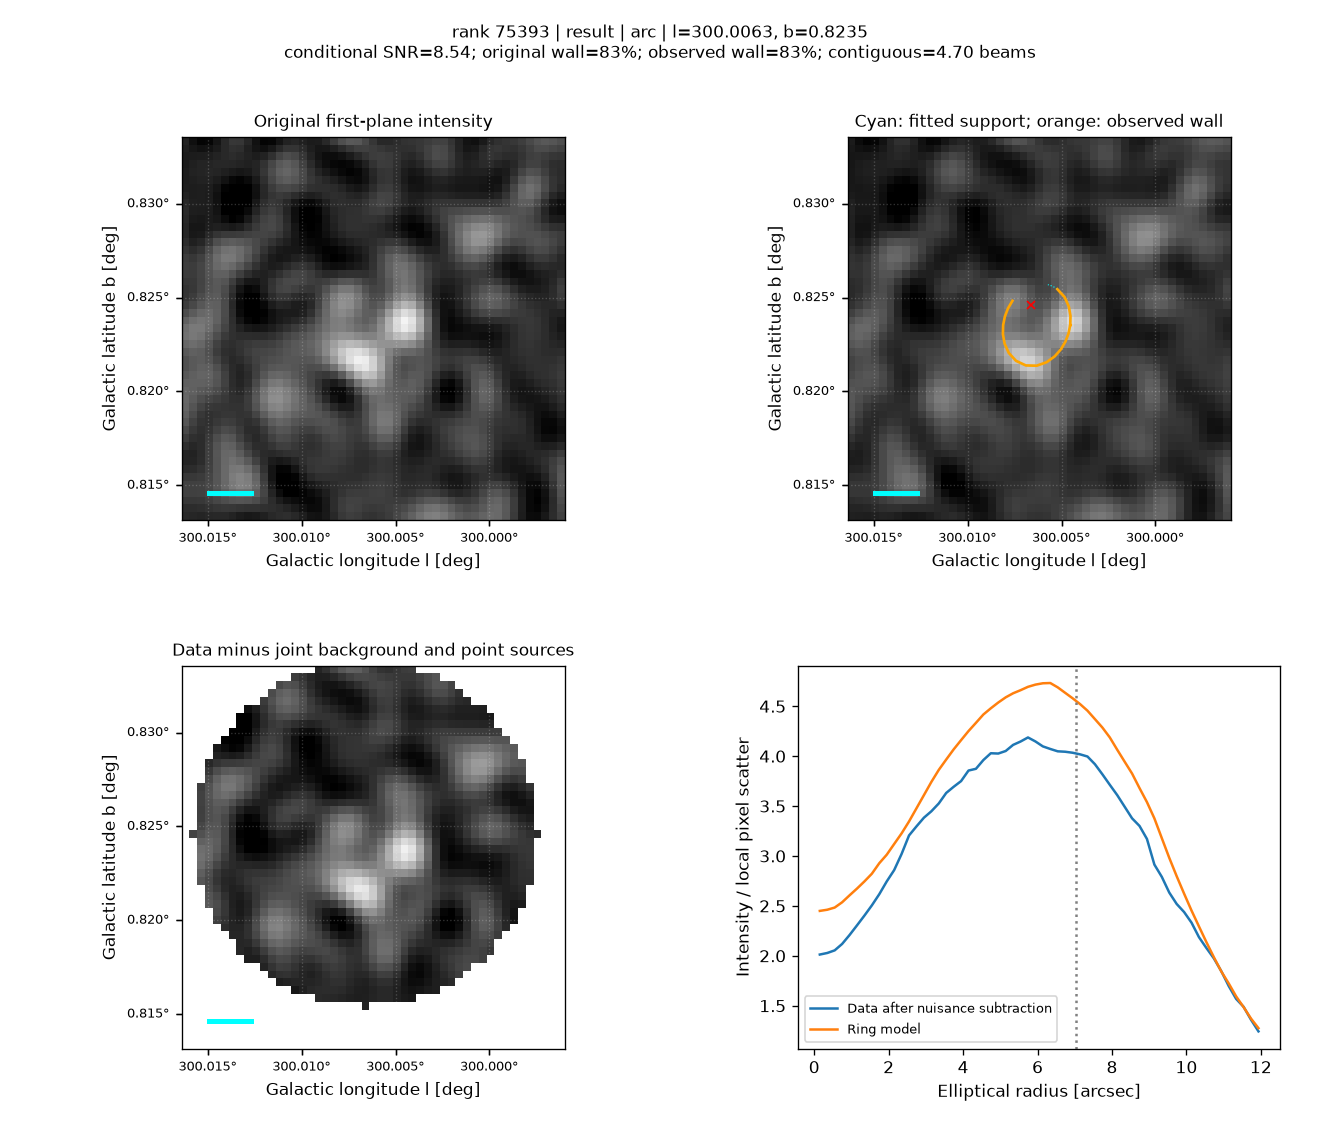 rank 75393 | result | arc | l=300.0063, b=0.8235
conditional SNR=8.54; original wall=83%; observed wall=83%; contiguous=4.70 beams
Original first-plane intensity
Galactic latitude b [deg]
0.830°
0.825°
0.820°
0.815°
300.015°
300.010°
300.005°
300.000°
Galactic longitude l [deg]
Cyan: fitted support; orange: observed wall
Galactic latitude b [deg]
0.830°
0.825°
0.820°
0.815°
300.015°
300.010°
300.005°
300.000°
Galactic longitude l [deg]
Data minus joint background and point sources
Galactic latitude b [deg]
0.830°
0.825°
0.820°
0.815°
300.015°
300.010°
300.005°
300.000°
Galactic longitude l [deg]
Intensity / local pixel scatter
4.5
4.0
3.5
3.0
2.5
2.0
1.5
Data after nuisance subtraction
Ring model
0
2
4
6
8
10
12
Elliptical radius [arcsec]